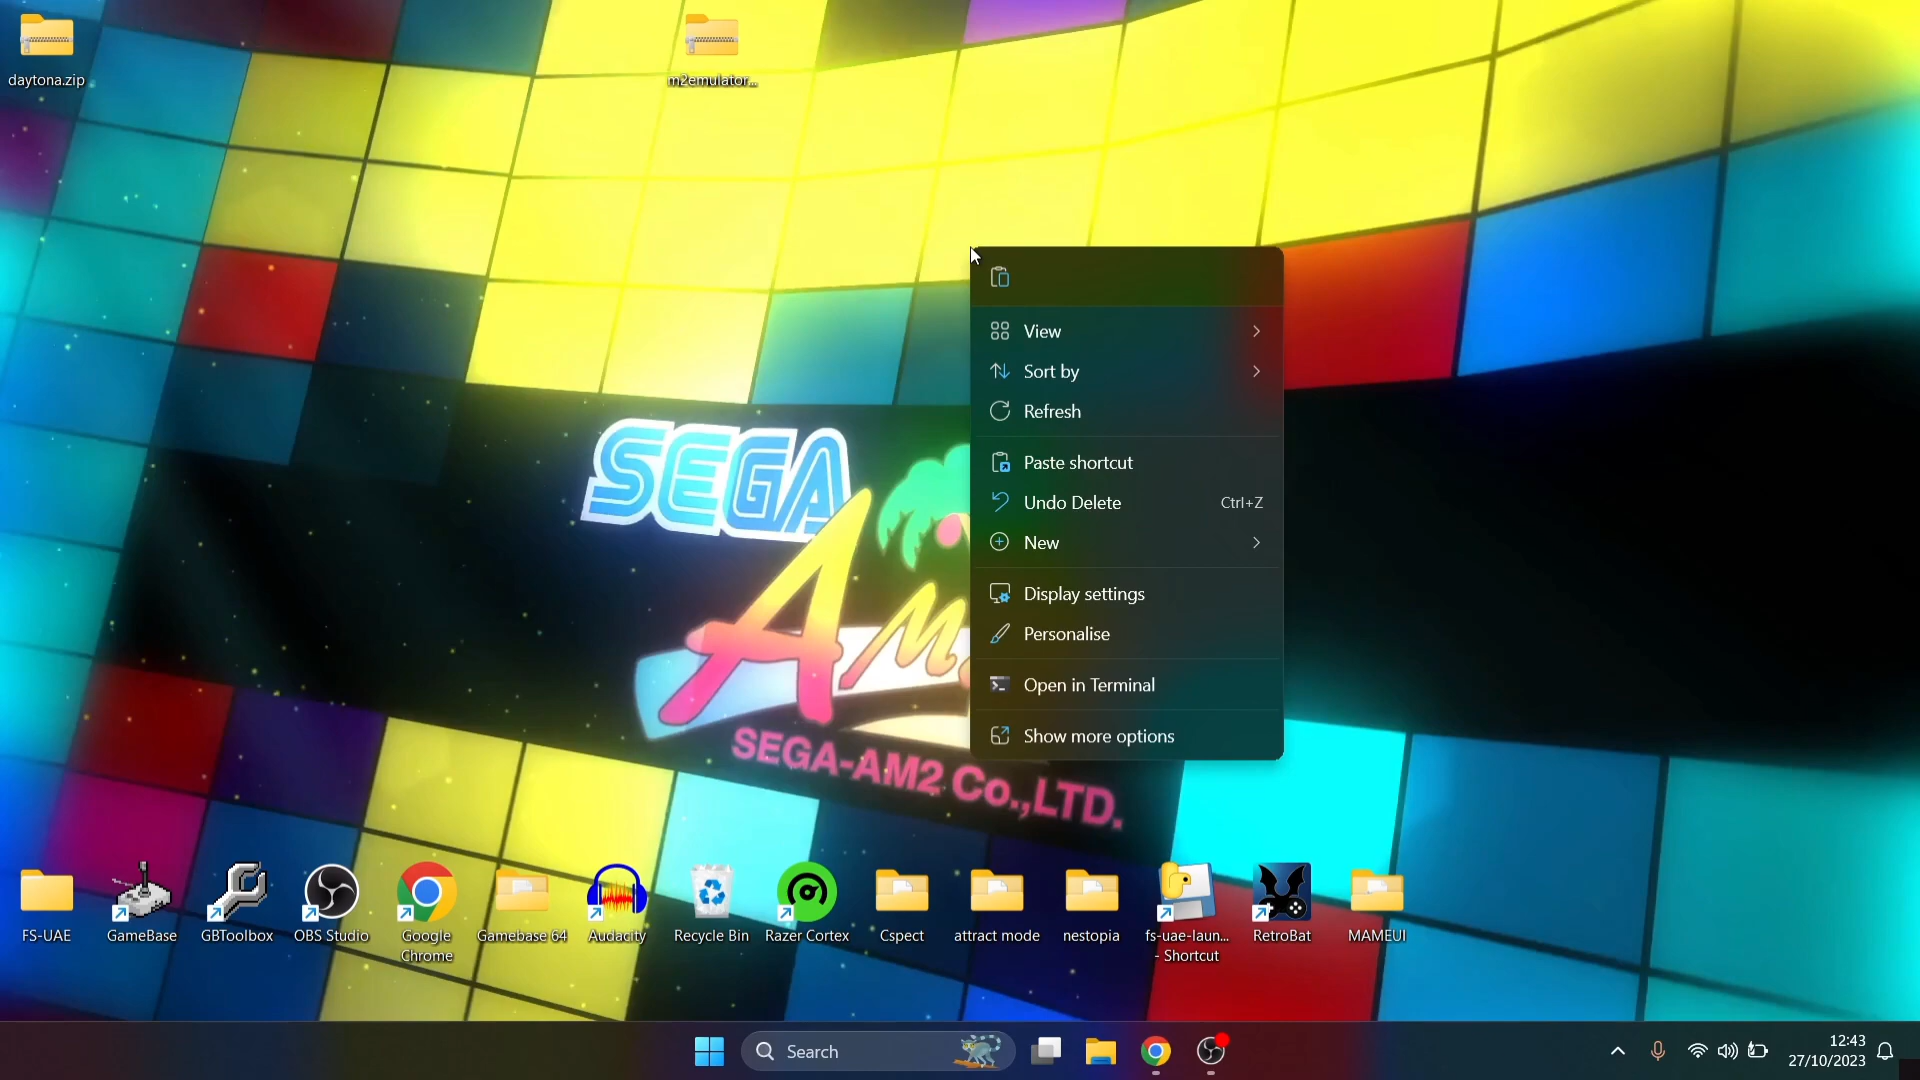 daytona.zip
m2emulator...
View
Sort by
Refresh
Paste shortcut
Undo Delete Ctrl+Z
New
Display settings
Personalise
Open in Terminal
Show more options
SEGA
SEGA-AM2 Co.,LTD.
FS-UAE
GameBase
GBToolbox
OBS Studio
Google
Chrome
Gamebase 64
Audacity
Recycle Bin
Razer Cortex
Cspect
attract mode
nestopia
fs-uae-laun...
- Shortcut
RetroBat
MAMEUI
Search
12:43
27/10/2023